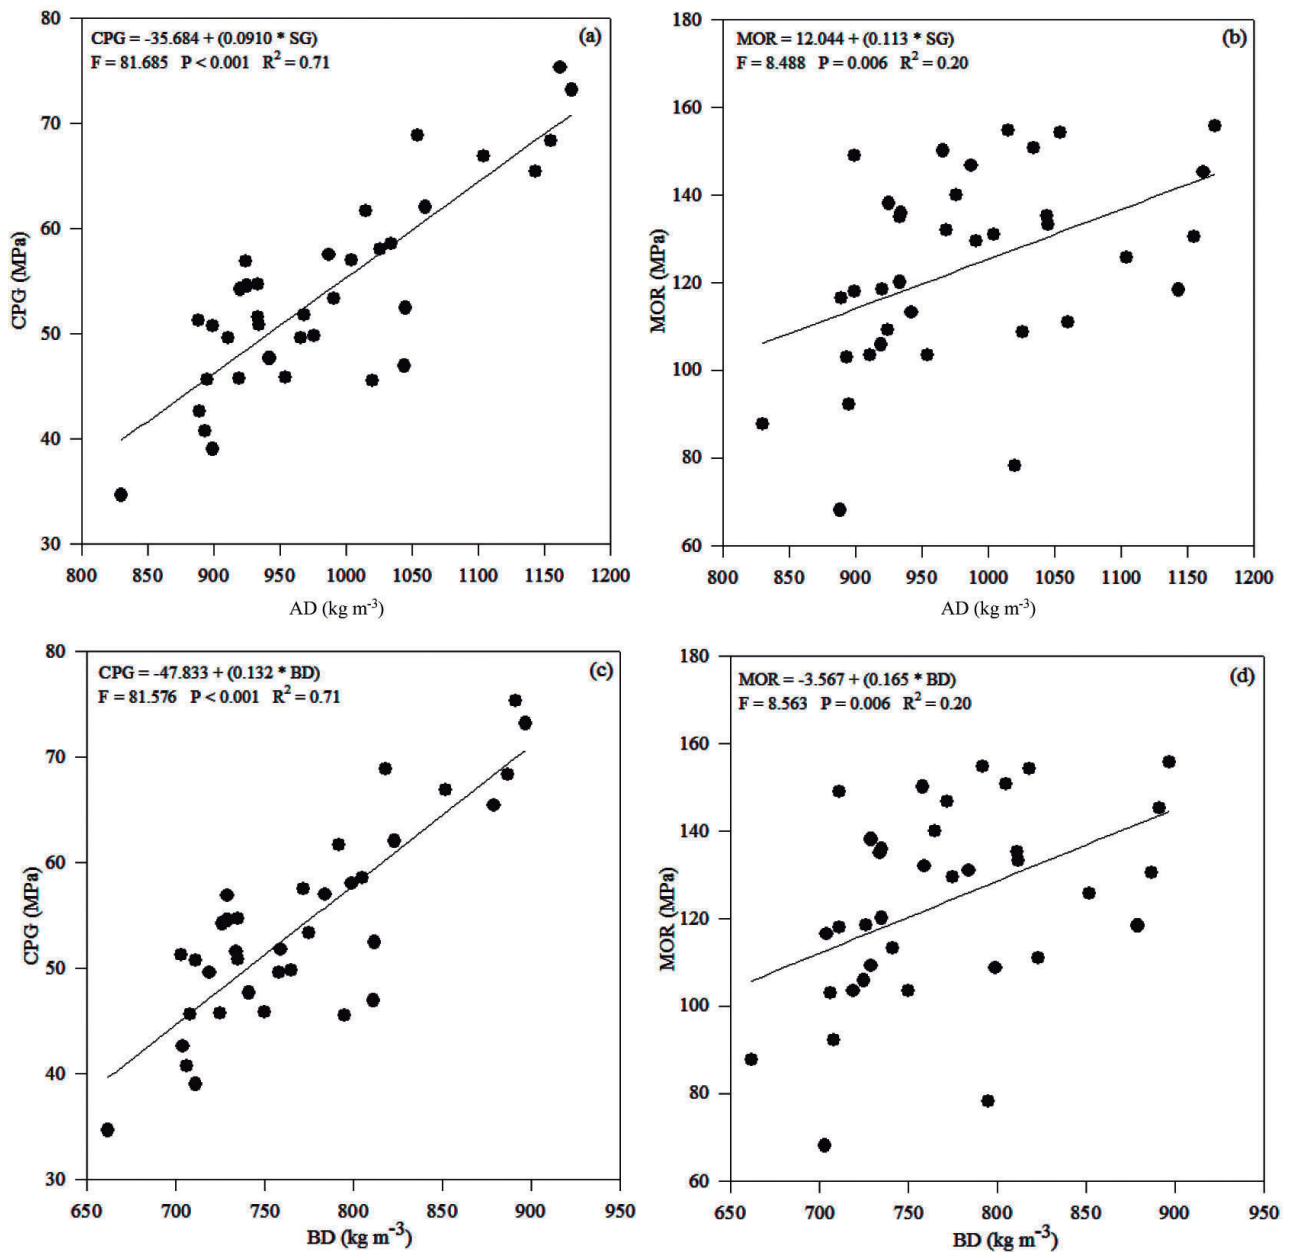 CPG = -35.684 + (0.0910 * SG)
F = 81.685 P < 0.001 R² = 0.71
(a)
80
70
60
50
40
30
CPG (MPa)
800 850 900 950 1000 1050 1100 1150 1200
AD (kg m⁻³)
MOR = 12.044 + (0.113 * SG)
F = 8.488 P = 0.006 R² = 0.20
(b)
180
160
140
120
100
80
60
MOR (MPa)
800 850 900 950 1000 1050 1100 1150 1200
AD (kg m⁻³)
CPG = -47.833 + (0.132 * BD)
F = 81.576 P < 0.001 R² = 0.71
(c)
80
70
60
50
40
30
CPG (MPa)
650 700 750 800 850 900 950
BD (kg m⁻³)
MOR = -3.567 + (0.165 * BD)
F = 8.563 P = 0.006 R² = 0.20
(d)
180
160
140
120
100
80
60
MOR (MPa)
650 700 750 800 850 900 950
BD (kg m⁻³)